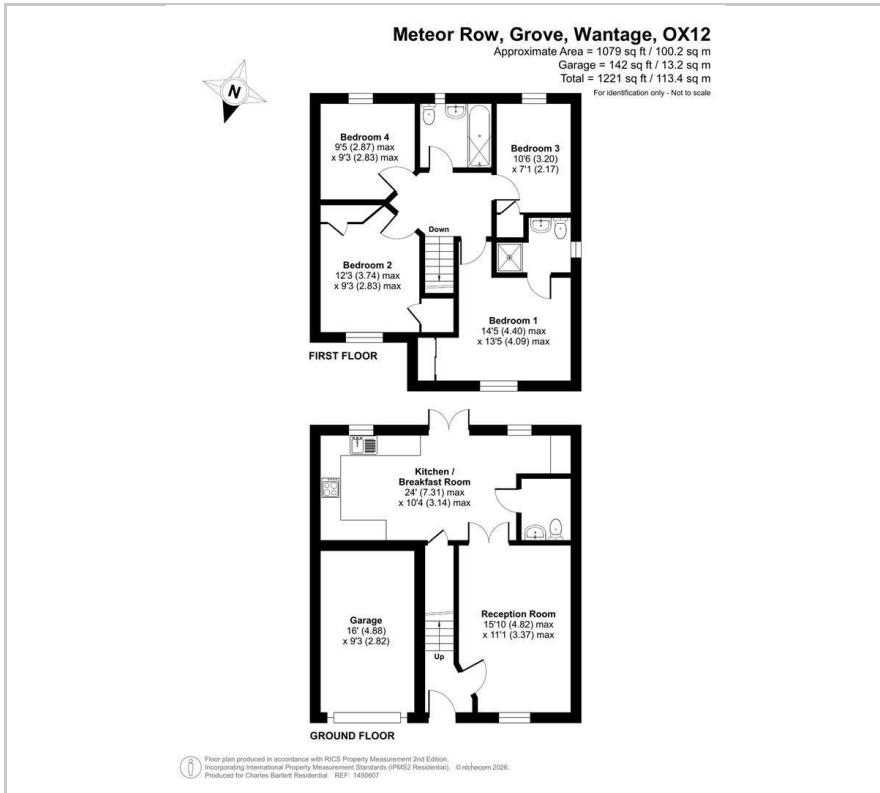 Meteor Row, Grove, Wantage, OX12
Approximate Area = 1079 sq ft / 100.2 sq m
Garage = 142 sq ft / 13.2 sq m
Total = 1221 sq ft / 113.4 sq m
For identification only - Not to scale
N
Bedroom 4
9'5 (2.87) max
x 9'3 (2.83) max
Bedroom 3
10'6 (3.20)
x 7'1 (2.17)
Down
Bedroom 2
12'3 (3.74) max
x 9'3 (2.83) max
Bedroom 1
14'5 (4.40) max
x 13'5 (4.09) max
FIRST FLOOR
Kitchen /
Breakfast Room
24' (7.31) max
x 10'4 (3.14) max
Garage
16' (4.88)
x 9'3 (2.82)
Reception Room
15'10 (4.82) max
x 11'1 (3.37) max
Up
GROUND FLOOR
Floor plan produced in accordance with RICS Property Measurement 2nd Edition,
Incorporating International Property Measurement Standards (IPMS2 Residential). © nichecom 2026.
Produced for Charles Bartlett Residential. REF: 1450607